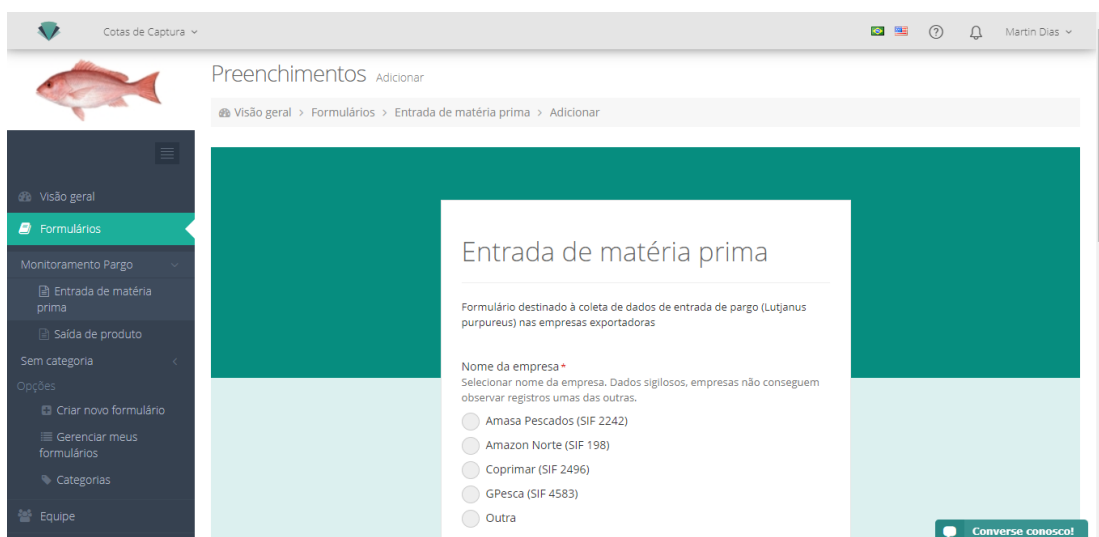 Cotas de Captura
Martin Dias
Preenchimentos Adicionar
Visão geral > Formulários > Entrada de matéria prima > Adicionar
Visão geral
Formulários
Monitoramento Pargo
Entrada de matéria
prima
Saída de produto
Sem categoria
Opções
Criar novo formulário
Gerenciar meus
formulários
Categorias
Equipe
Entrada de matéria prima
Formulário destinado à coleta de dados de entrada de pargo (Lutjanus
purpureus) nas empresas exportadoras
Nome da empresa*
Selecionar nome da empresa. Dados sigilosos, empresas não conseguem
observar registros umas das outras.
Amasa Pescados (SIF 2242)
Amazon Norte (SIF 198)
Coprimar (SIF 2496)
GPesca (SIF 4583)
Outra
Converse conosco!